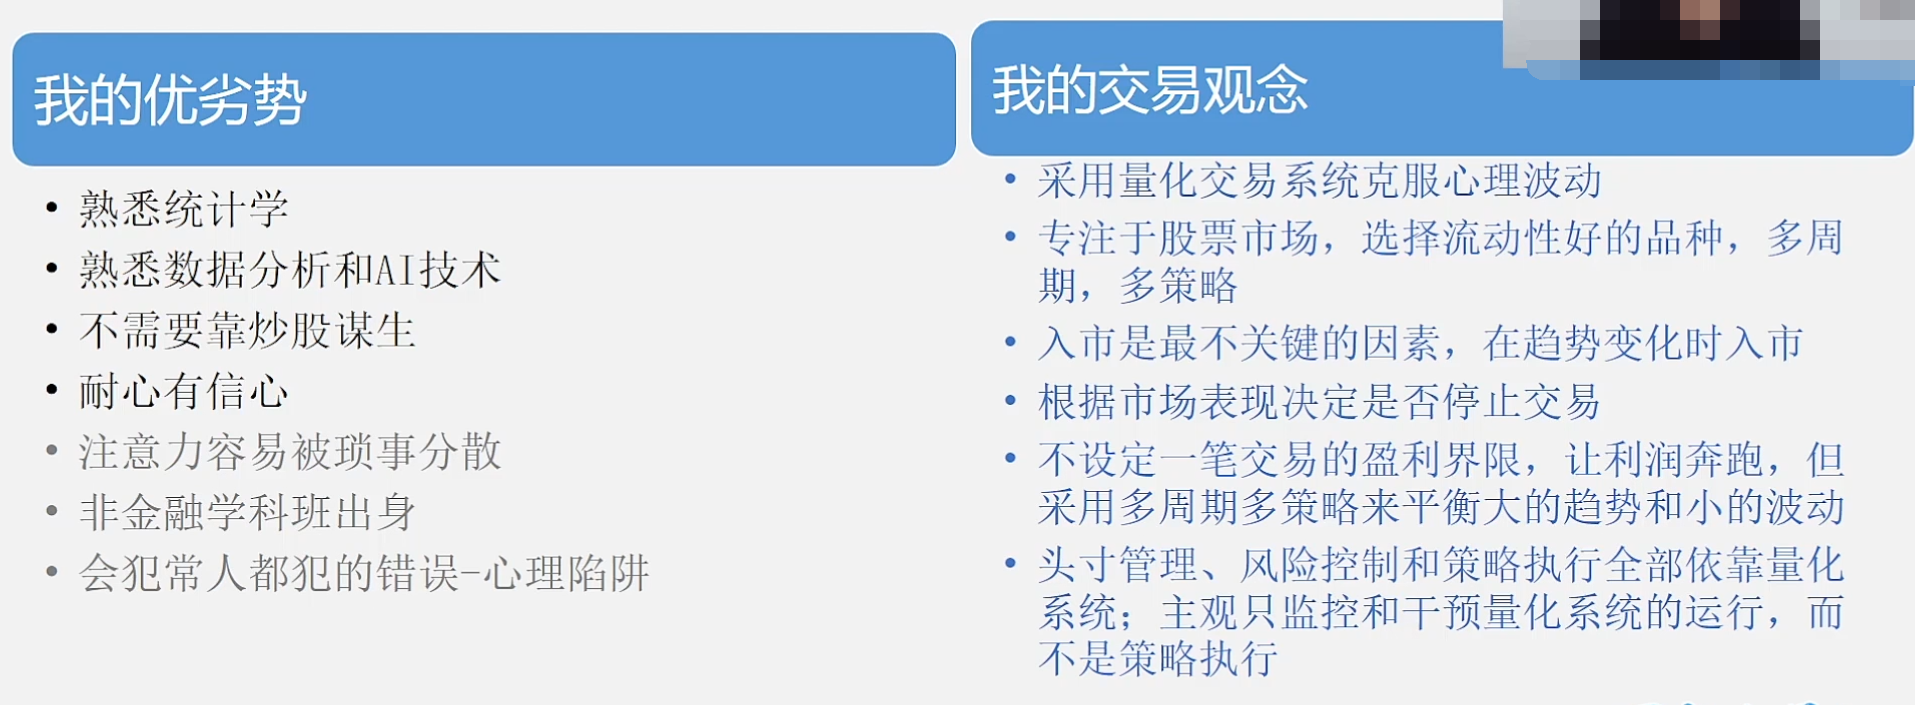 我的优劣势
• 熟悉统计学
• 熟悉数据分析和AI技术
• 不需要靠炒股谋生
• 耐心有信心
• 注意力容易被琐事分散
• 非金融学科班出身
• 会犯常人都犯的错误-心理陷阱
我的交易观念
• 采用量化交易系统克服心理波动
• 专注于股票市场，选择流动性好的品种，多周
期，多策略
• 入市是最不关键的因素，在趋势变化时入市
• 根据市场表现决定是否停止交易
• 不设定一笔交易的盈利界限，让利润奔跑，但
采用多周期多策略来平衡大的趋势和小的波动
• 头寸管理、风险控制和策略执行全部依靠量化
系统；主观只监控和干预量化系统的运行，而
不是策略执行